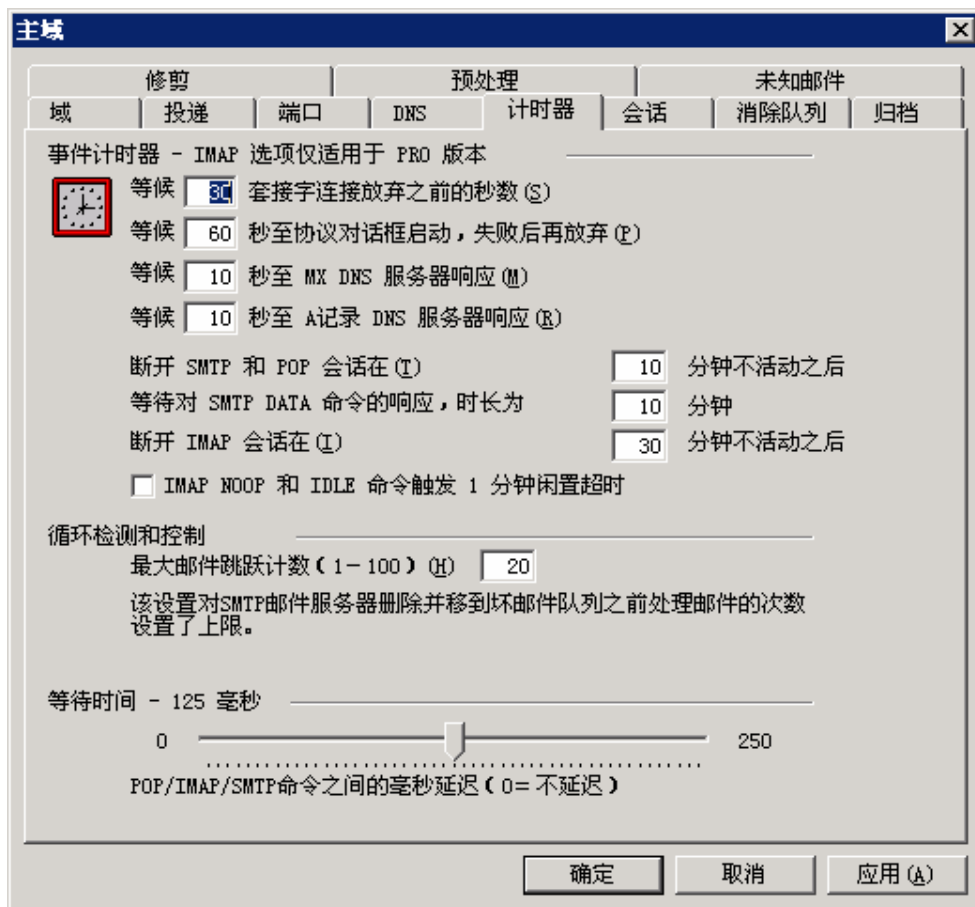 主域
修剪 预处理 未知邮件
域 投递 端口 DNS 计时器 会话 消除队列 归档
事件计时器 - IMAP 选项仅适用于 PRO 版本
等候 30 套接字连接放弃之前的秒数(S)
等候 60 秒至协议对话框启动，失败后再放弃(P)
等候 10 秒至 MX DNS 服务器响应(M)
等候 10 秒至 A记录 DNS 服务器响应(R)
断开 SMTP 和 POP 会话在(T) 10 分钟不活动之后
等待对 SMTP DATA 命令的响应，时长为 10 分钟
断开 IMAP 会话在(I) 30 分钟不活动之后
IMAP NOOP 和 IDLE 命令触发 1 分钟闲置超时
循环检测和控制
最大邮件跳跃计数(1-100)(H) 20
该设置对SMTP邮件服务器删除并移到坏邮件队列之前处理邮件的次数
设置了上限。
等待时间 - 125 毫秒
0 250
POP/IMAP/SMTP命令之间的毫秒延迟(0=不延迟)
确定 取消 应用(A)